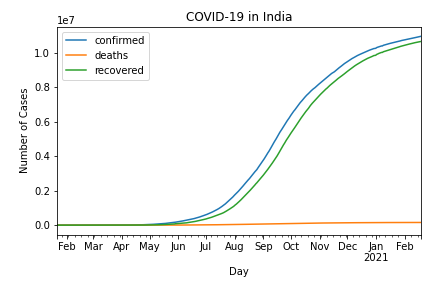 COVID-19 in India
1e7
confirmed
deaths
recovered
1.0
0.8
0.6
0.4
0.2
0.0
Number of Cases
Feb Mar Apr May Jun Jul Aug Sep Oct Nov Dec Jan Feb
2021
Day